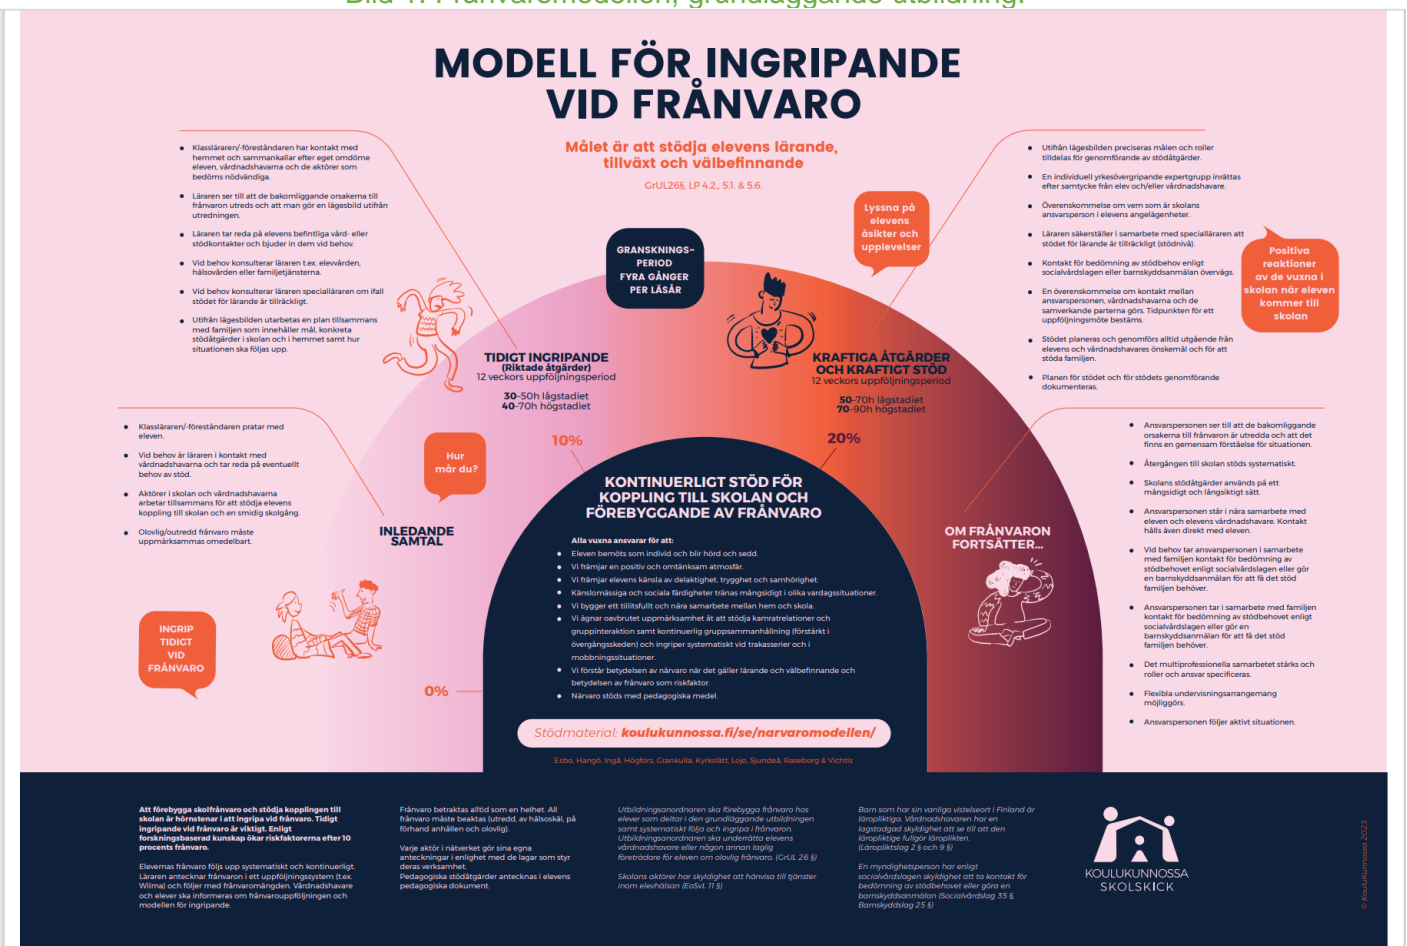 Bild 1. Frånvaromodellen, grundläggande utbildning.
MODELL FÖR INGRIPANDE
VID FRÅNVARO
Målet är att stödja elevens lärande,
tillväxt och välbefinnande
GrUL26§, LP 4.2., 5.1. & 5.6.
• Klassläraren/-föreståndaren har kontakt med
hemmet och sammankallar efter eget omdöme
eleven, vårdnadshavarna och de aktörer som
bedöms nödvändiga.
• Läraren ser till att de bakomliggande orsakerna till
frånvaron utreds och att man gör en lägesbild utifrån
utredningen.
• Läraren tar reda på elevens befintliga vård- eller
stödkontakter och bjuder in dem vid behov.
• Vid behov konsulterar läraren t.ex. elevvården,
hälsovården eller familjetjänsterna.
• Vid behov konsulterar läraren specialläraren om ifall
stödet för lärande är tillräckligt.
• Utifrån lägesbilden utarbetas en plan tillsammans
med familjen som innehåller mål, konkreta
stödåtgärder i skolan och i hemmet samt hur
situationen ska följas upp.
TIDIGT INGRIPANDE
(Riktade åtgärder)
12 veckors uppföljningsperiod
30-50h lågstadiet
40-70h högstadiet
10%
GRANSKNINGS-
PERIOD
FYRA GÅNGER
PER LÄSÅR
Lyssna på
elevens
åsikter och
upplevelser
KRAFTIGA ÅTGÄRDER
OCH KRAFTIGT STÖD
12 veckors uppföljningsperiod
50-70h lågstadiet
70-90h högstadiet
20%
• Utifrån lägesbilden preciseras målen och roller
tilldelas för genomförande av stödåtgärder.
• En individuell yrkesövergripande expertgrupp inrättas
efter samtycke från elev och/eller vårdnadshavare.
• Överenskommelse om vem som är skolans
ansvarsperson i elevens angelägenheter.
• Läraren säkerställer i samarbete med specialläraren att
stödet för lärande är tillräckligt (stödnivå).
• Kontakt för bedömning av stödbehov enligt
socialvårdslagen eller barnskyddsanmälan övervägs.
• En överenskommelse om kontakt mellan
ansvarspersonen, vårdnadshavarna och de
samverkande parterna görs. Tidpunkten för ett
uppföljningsmöte bestäms.
• Stödet planeras och genomförs alltid utgående från
elevens och vårdnadshavares önskemål och för att
stöda familjen.
• Planen för stödet och för stödets genomförande
dokumenteras.
Positiva
reaktioner
av de vuxna i
skolan när eleven
kommer till
skolan
• Klassläraren/-föreståndaren pratar med
eleven.
• Vid behov är läraren i kontakt med
vårdnadshavarna och tar reda på eventuellt
behov av stöd.
• Aktörer i skolan och vårdnadshavarna
arbetar tillsammans för att stödja elevens
koppling till skolan och en smidig skolgång.
• Olovlig/outredd frånvaro måste
uppmärksammas omedelbart.
INLEDANDE
SAMTAL
Hur
mår du?
INGRIP
TIDIGT
VID
FRÅNVARO
0%
KONTINUERLIGT STÖD FÖR
KOPPLING TILL SKOLAN OCH
FÖREBYGGANDE AV FRÅNVARO
Alla vuxna ansvarar för att:
• Eleven bemöts som individ och blir hörd och sedd.
• Vi främjar en positiv och omtänksam atmosfär.
• Vi främjar elevens känsla av delaktighet, trygghet och samhörighet.
• Känslomässiga och sociala färdigheter tränas mångsidigt i olika vardagssituationer.
• Vi bygger ett tillitsfullt och nära samarbete mellan hem och skola.
• Vi ägnar oavbrutet uppmärksamhet åt att stödja kamratrelationer och
gruppinteraktion samt kontinuerlig gruppsammanhållning (förstärkt i
övergångsskeden) och ingriper systematiskt vid trakasserier och i
mobbningssituationer.
• Vi förstår betydelsen av närvaro när det gäller lärande och välbefinnande och
betydelsen av frånvaro som riskfaktor.
• Närvaro stöds med pedagogiska medel.
Stödmaterial: koulukunnossa.fi/se/narvaromodellen/
Esbo, Hangö, Ingå, Högfors, Grankulla, Kyrkslätt, Lojo, Sjundeå, Raseborg & Vichtis
OM FRÅNVARON
FORTSÄTTER...
• Ansvarspersonen ser till att de bakomliggande
orsakerna till frånvaron är utredda och att det
finns en gemensam förståelse för situationen.
• Återgången till skolan stöds systematiskt.
• Skolans stödåtgärder används på ett
mångsidigt och långsiktigt sätt.
• Ansvarspersonen står i nära samarbete med
eleven och elevens vårdnadshavare. Kontakt
hålls även direkt med eleven.
• Vid behov tar ansvarspersonen i samarbete
med familjen kontakt för bedömning av
stödbehovet enligt socialvårdslagen eller gör
en barnskyddsanmälan för att få det stöd
familjen behöver.
• Ansvarspersonen tar i samarbete med familjen
kontakt för bedömning av stödbehovet enligt
socialvårdslagen eller gör en
barnskyddsanmälan för att få det stöd
familjen behöver.
• Det multiprofessionella samarbetet stärks och
roller och ansvar specificeras.
• Flexibla undervisningsarrangemang
möjliggörs.
• Ansvarspersonen följer aktivt situationen.
Att förebygga skolfrånvaro och stödja kopplingen till
skolan är hörnstenar i att ingripa vid frånvaro. Tidigt
ingripande vid frånvaro är viktigt. Enligt
forskningsbaserad kunskap ökar riskfaktorerna efter 10
procents frånvaro.
Elevernas frånvaro följs upp systematiskt och kontinuerligt.
Läraren antecknar frånvaron i ett uppföljningssystem (t.ex.
Wilma) och följer med frånvaromängden. Vårdnadshavare
och elever ska informeras om frånvarouppföljningen och
modellen för ingripande.
Frånvaro betraktas alltid som en helhet. All
frånvaro måste beaktas (utredd, av hälsoskäl, på
förhand anhållen och olovlig).
Varje aktör i nätverket gör sina egna
anteckningar i enlighet med de lagar som styr
deras verksamhet.
Pedagogiska stödåtgärder antecknas i elevens
pedagogiska dokument.
Utbildningsanordnaren ska förebygga frånvaro hos
elever som deltar i den grundläggande utbildningen
samt systematiskt följa och ingripa i frånvaron.
Utbildningsanordnaren ska underrätta elevens
vårdnadshavare eller någon annan laglig
företrädare för eleven om olovlig frånvaro. (GrUL 26 §)
Skolans aktörer har skyldighet att hänvisa till tjänster
inom elevhälsan (EoSvL 11 §)
Barn som har sin vanliga vistelseort i Finland är
läropliktiga. Vårdnadshavaren har en
lagstadgad skyldighet att se till att den
läropliktige fullgör läroplikten.
(Läropliktslag 2 § och 9 §)
En myndighetsperson har enligt
socialvårdslagen skyldighet att ta kontakt för
bedömning av stödbehovet eller göra en
barnskyddsanmälan (Socialvårdslag 35 §,
Barnskyddslag 25 §)
KOULUKUNNOSSA
SKOLSKICK
© KouluKunnossa 2023